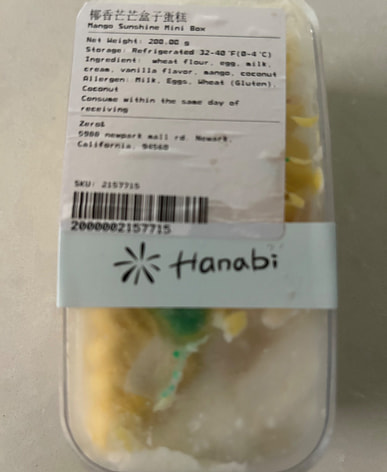 椰香芒芒盒子蛋糕
Mango Sunshine Mini Box
Net Weight: 200.00 g
Storage: Refrigerated 32-40°F(0-4°C)
Ingredient: wheat flour, egg, milk,
cream, vanilla flavor, mango, coconut
Allergen: Milk, Eggs, Wheat (Gluten),
Coconut
Consume within the same day of
receiving
Zero&
5988 newpark mall rd. Newark,
California, 94560
SKU: 2157715
2000002157715
Hanabi